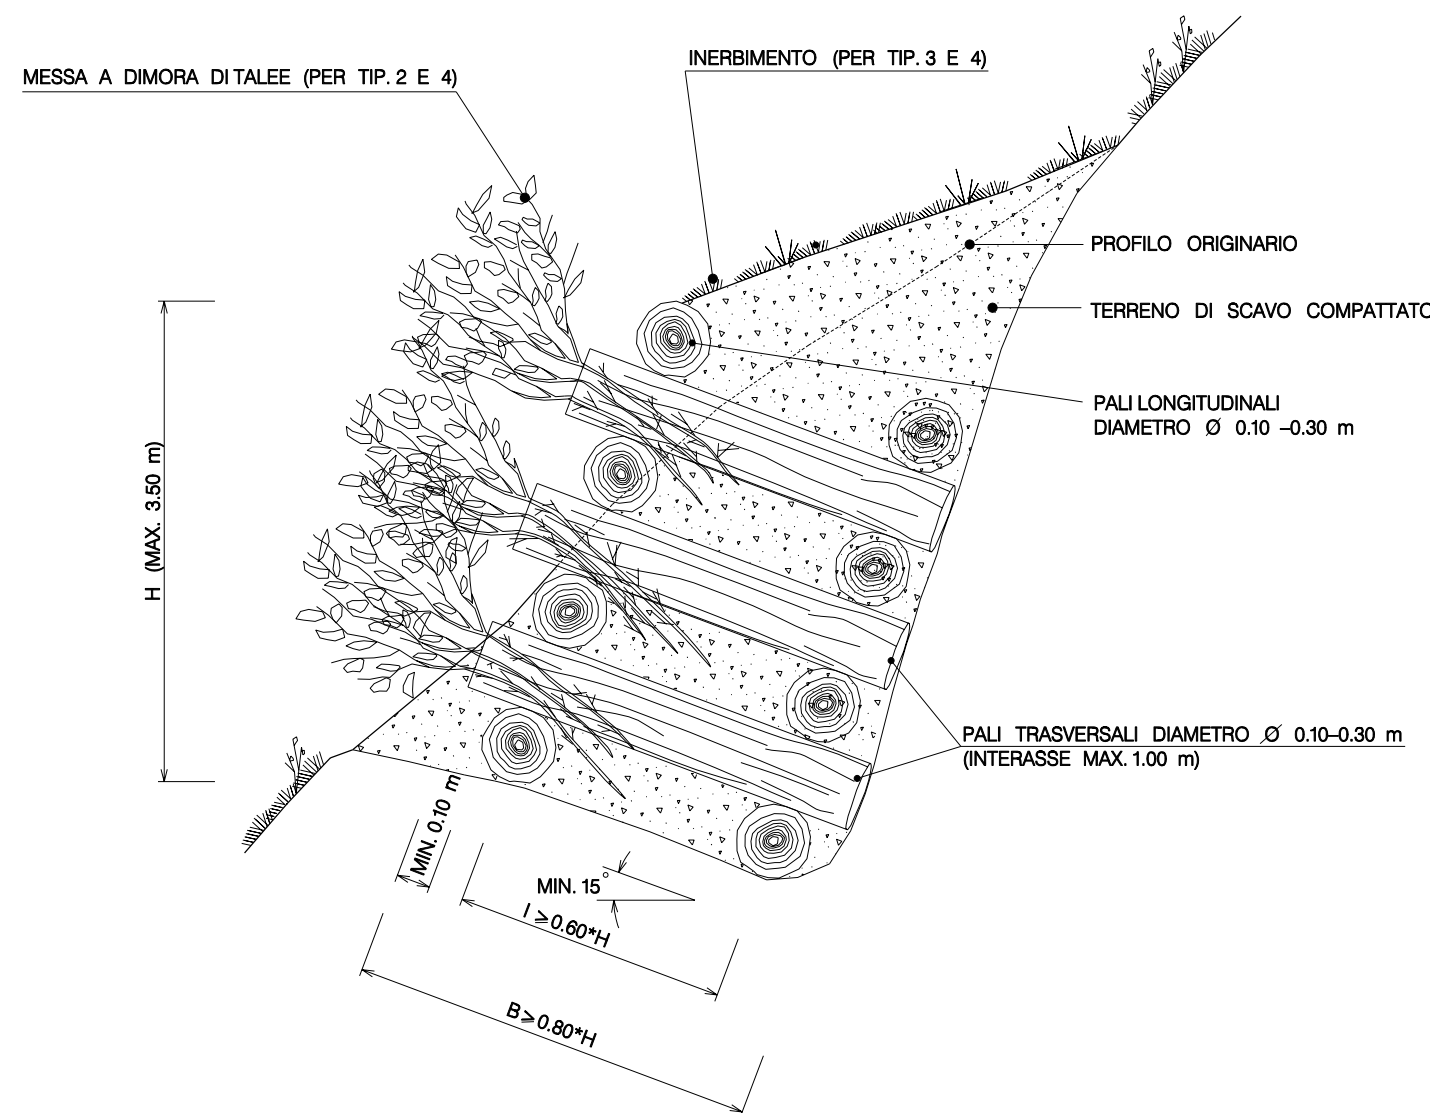 MESSA A DIMORA DI TALEE (PER TIP. 2 E 4)
INERBIMENTO (PER TIP. 3 E 4)
PROFILO ORIGINARIO
TERRENO DI SCAVO COMPATTATO
PALI LONGITUDINALI
DIAMETRO Ø 0.10 –0.30 m
H (MAX. 3.50 m)
PALI TRASVERSALI DIAMETRO Ø 0.10–0.30 m
(INTERASSE MAX. 1.00 m)
MIN. 0.10 m
MIN. 15°
l ≥0.60*H
B≥0.80*H